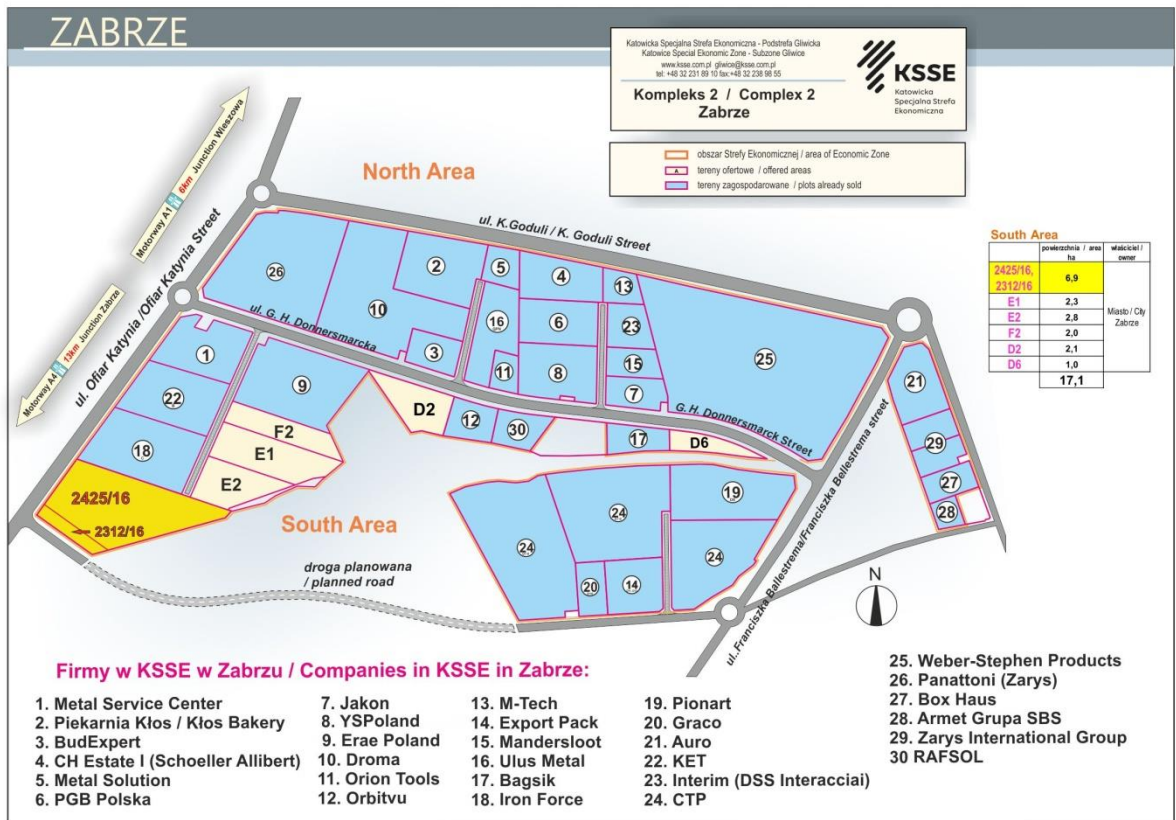 ZABRZE
Katowicka Specjalna Strefa Ekonomiczna - Podstrefa Gliwicka
Katowice Special Ekonomic Zone - Subzone Gliwice
www.ksse.com.pl gliwice@ksse.com.pl
tel: +48 32 231 89 10 fax:+48 32 238 98 55
Kompleks 2 / Complex 2
Zabrze
KSSE
Katowicka
Specjalna Strefa
Ekonomiczna
obszar Strefy Ekonomicznej / area of Economic Zone
A
tereny ofertowe / offered areas
tereny zagospodarowane / plots already sold
Motorway A1 6km Junction Wieszowa
Motorway A4 13km Junction Zabrze
ul. Ofiar Katynia /Ofiar Katynia Street
North Area
ul. K.Goduli / K. Goduli Street
ul. G. H. Donnersmarcka
G. H. Donnersmarck Street
26
10
2
5
4
13
16
6
23
3
11
8
15
7
25
1
22
18
9
F2
E1
E2
D2
12
30
17
D6
21
29
27
28
2425/16
2312/16
South Area
24
24
19
20
14
24
droga planowana
/ planned road
ul..Franciszka Ballestrema/Franciszka Ballestrema street
N
South Area
powierzchnia / area ha
właściciel / owner
2425/16, 2312/16 6,9
E1 2,3
E2 2,8
F2 2,0
D2 2,1
D6 1,0
Miasto / City Zabrze
17,1
Firmy w KSSE w Zabrzu / Companies in KSSE in Zabrze:
1. Metal Service Center
2. Piekarnia Kłos / Kłos Bakery
3. BudExpert
4. CH Estate I (Schoeller Allibert)
5. Metal Solution
6. PGB Polska
7. Jakon
8. YSPoland
9. Erae Poland
10. Droma
11. Orion Tools
12. Orbitvu
13. M-Tech
14. Export Pack
15. Mandersloot
16. Ulus Metal
17. Bagsik
18. Iron Force
19. Pionart
20. Graco
21. Auro
22. KET
23. Interim (DSS Interacciai)
24. CTP
25. Weber-Stephen Products
26. Panattoni (Zarys)
27. Box Haus
28. Armet Grupa SBS
29. Zarys International Group
30 RAFSOL